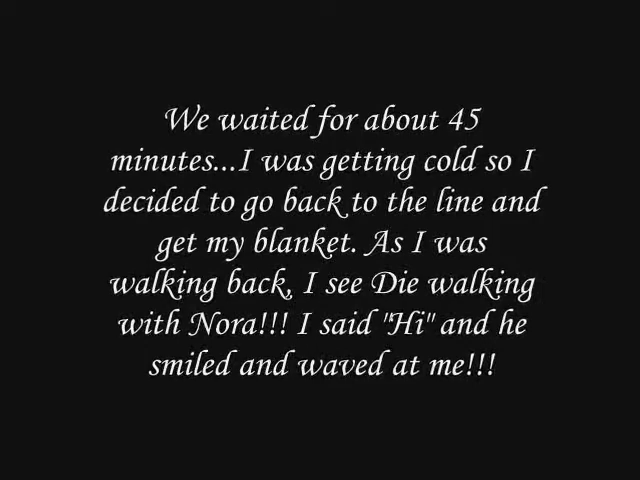 We waited for about 45
minutes...I was getting cold so I
decided to go back to the line and
get my blanket. As I was
walking back, I see Die walking
with Nora!!! I said "Hi" and he
smiled and waved at me!!!